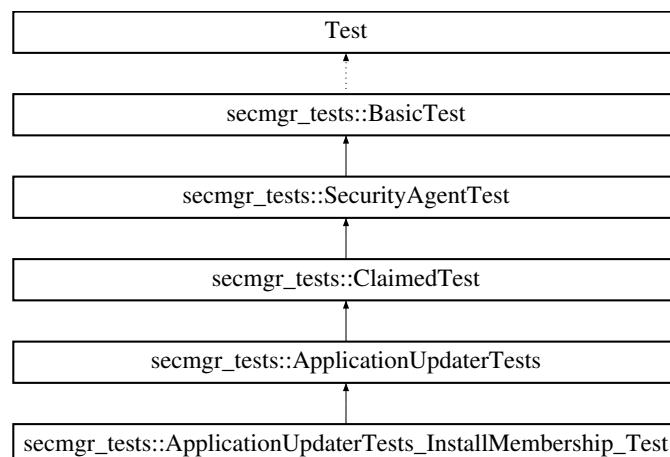 Test
secmgr_tests::BasicTest
secmgr_tests::SecurityAgentTest
secmgr_tests::ClaimedTest
secmgr_tests::ApplicationUpdaterTests
secmgr_tests::ApplicationUpdaterTests_InstallMembership_Test